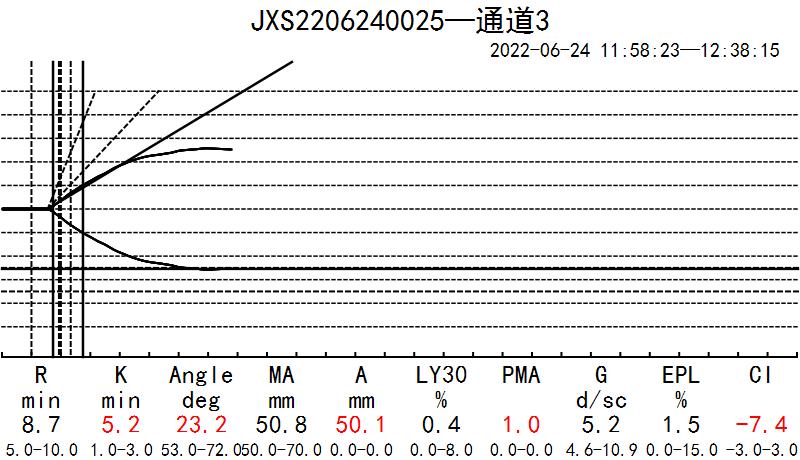 JXS2206240025—通道3
2022-06-24 11:58:23—12:38:15
R K Angle MA A LY30 PMA G EPL CI
min min deg mm mm % d/sc %
8.7 5.2 23.2 50.8 50.1 0.4 1.0 5.2 1.5 -7.4
5.0-10.0 1.0-3.0 53.0-72.0 50.0-70.0 0.0-0.0 0.0-8.0 0.0-0.0 4.6-10.9 0.0-15.0 -3.0-3.0